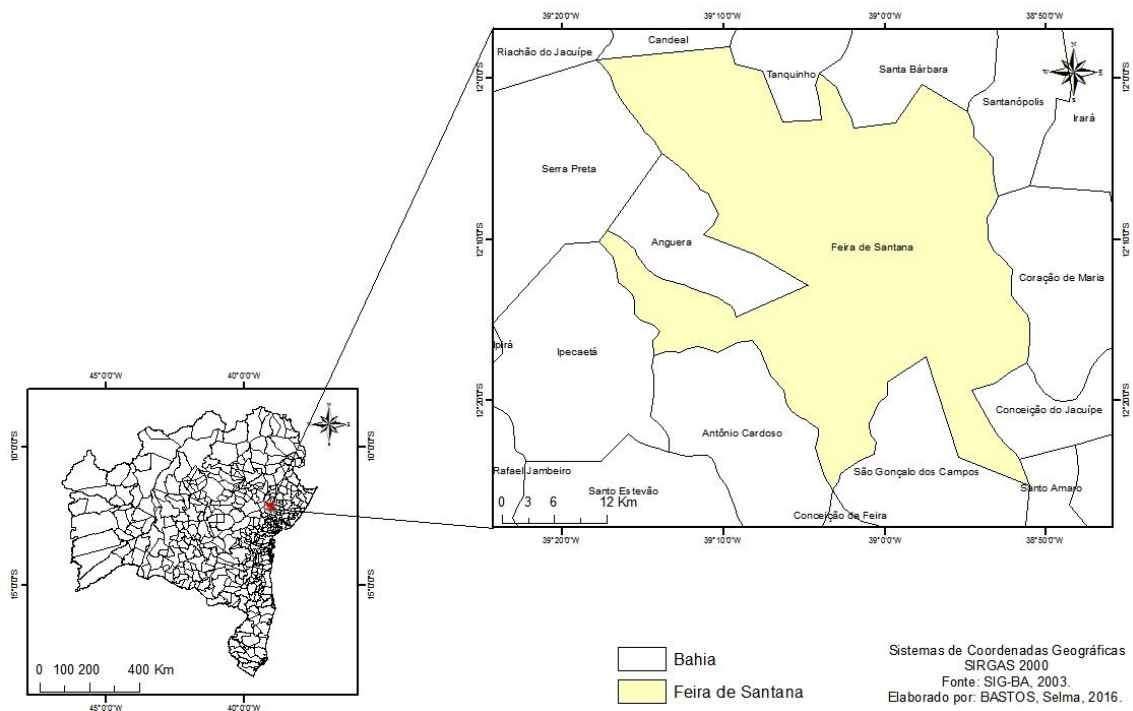 39°20'0"W 39°10'0"W 39°0'0"W 38°50'0"W
Candeal
Riachão do Jacuípe
Tanquinho
Santa Bárbara
N
W E
S
12°0'0"S 12°0'0"S
Santanópolis
Irará
Serra Preta
Anguera
Feira de Santana
12°10'0"S 12°10'0"S
Coração de Maria
Ipirá
Ipecaetá
12°20'0"S 12°20'0"S
Conceição do Jacuípe
Antônio Cardoso
São Gonçalo dos Campos
Rafael Jambeiro
Santo Estevão
Santo Amaro
0 3 6 12 Km
Conceição de Feira
39°20'0"W 39°10'0"W 39°0'0"W 38°50'0"W
45°0'0"W 40°0'0"W
10°0'0"S 10°0'0"S
15°0'0"S 15°0'0"S
0 100 200 400 Km
45°0'0"W 40°0'0"W
Bahia
Feira de Santana
Sistemas de Coordenadas Geográficas
SIRGAS 2000
Fonte: SIG-BA, 2003.
Elaborado por: BASTOS, Selma, 2016.